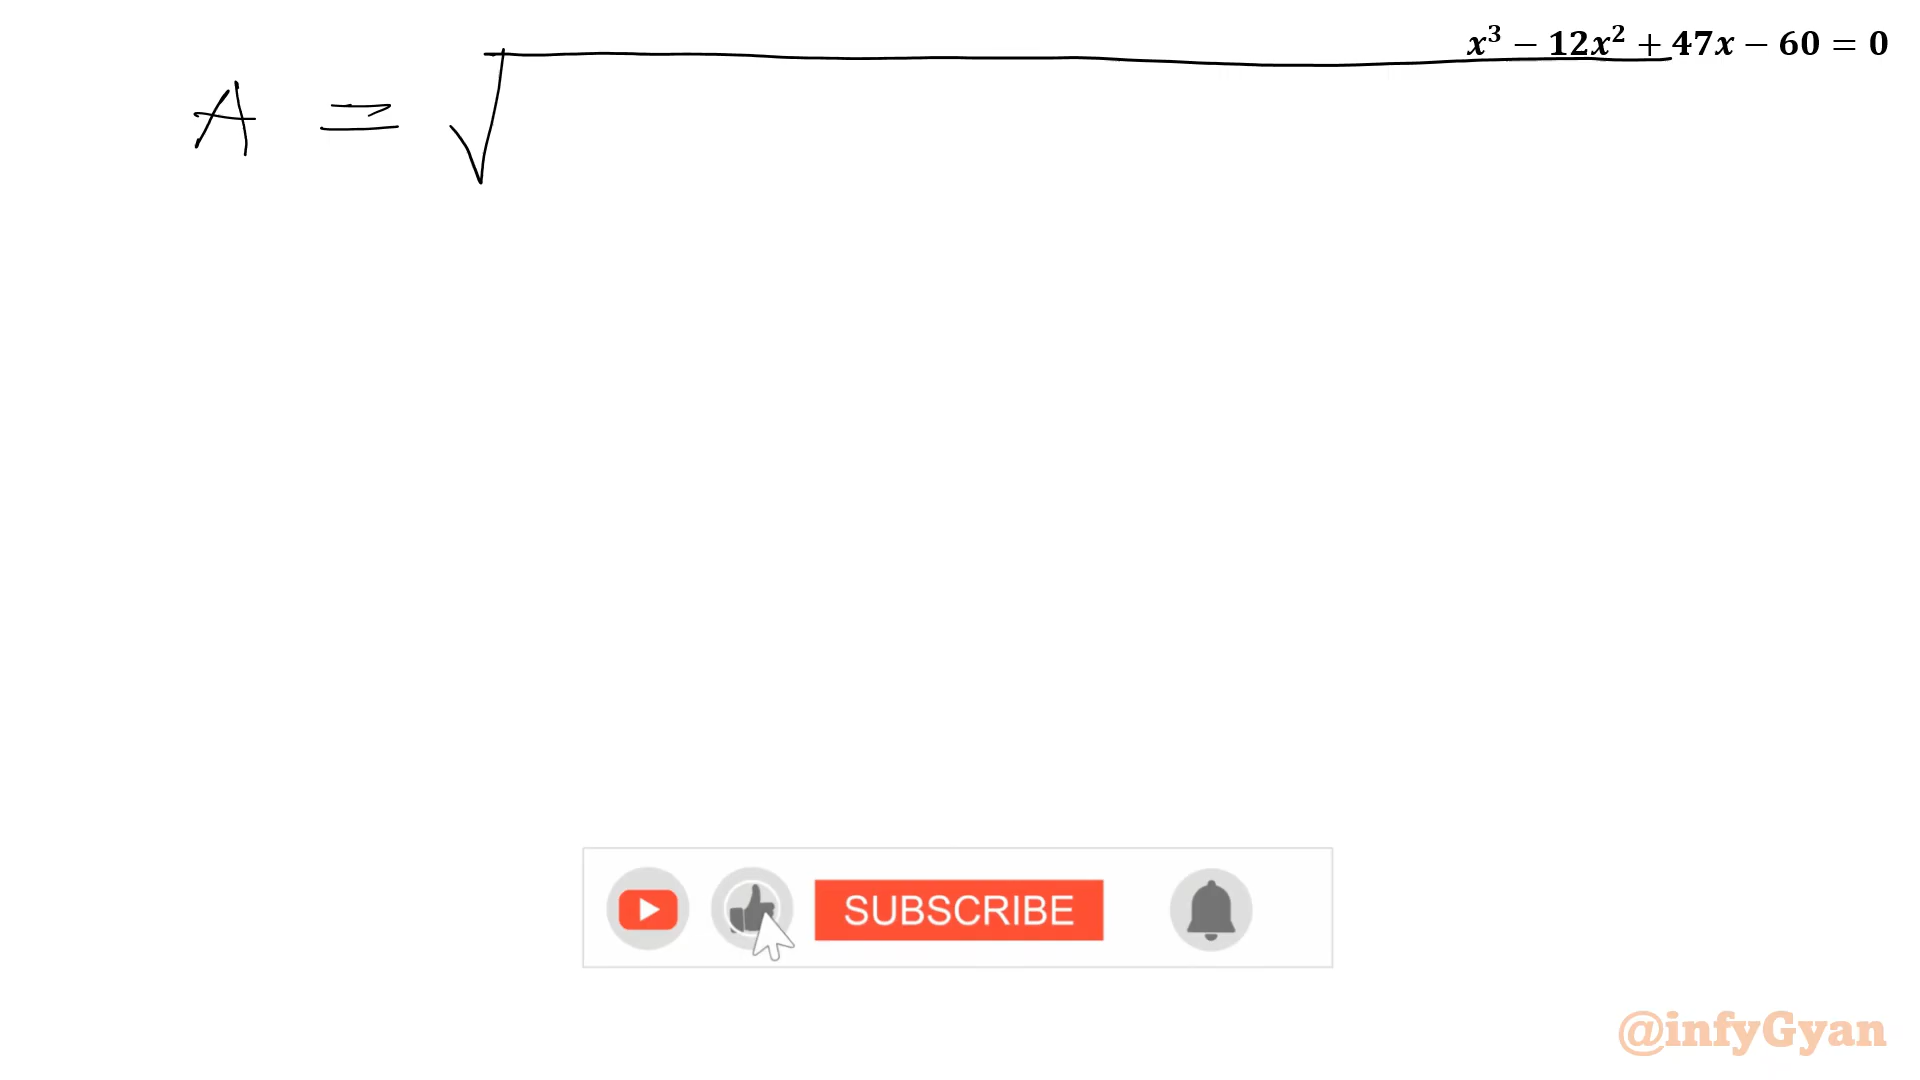 x³ − 12x² + 47x − 60 = 0
A = √
SUBSCRIBE
@infyGyan